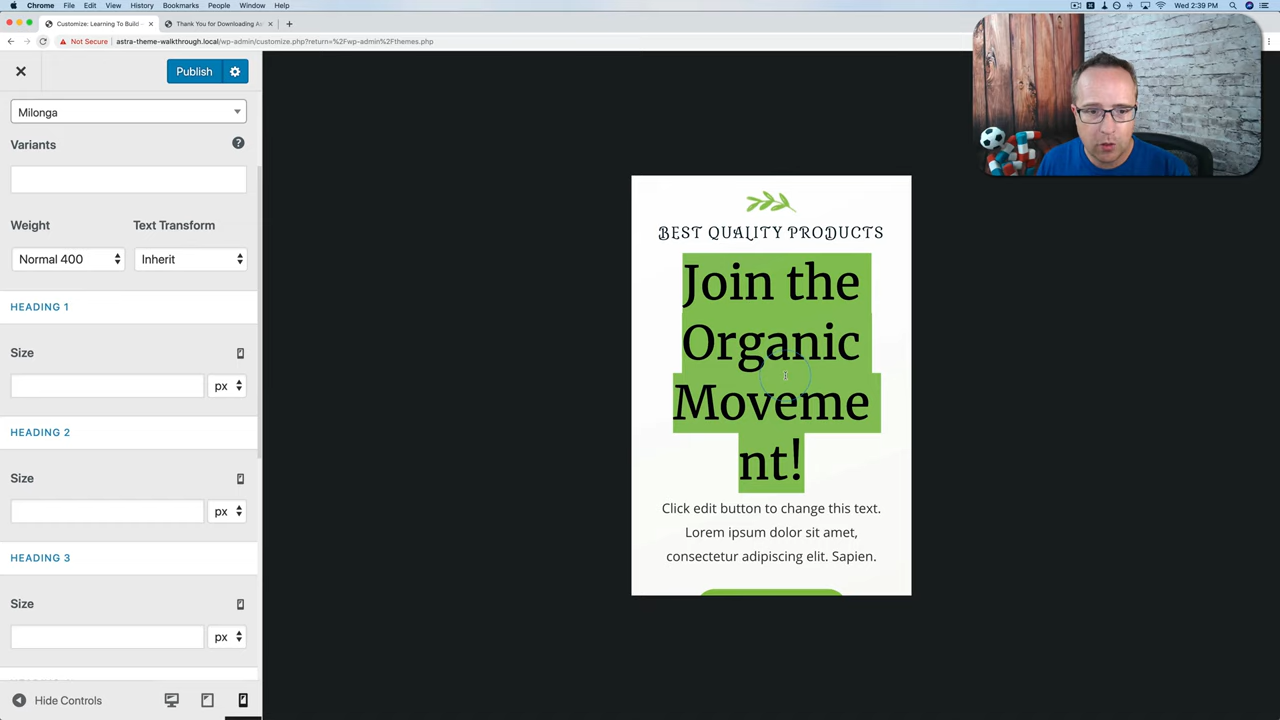 Chrome File Edit View History Bookmarks People Window Help
Wed 2:39 PM
Customize: Learning To Build -
Thank You for Downloading As
Not Secure astra-theme-walkthrough.local/wp-admin/customize.php?return=%2Fwp-admin%2Fthemes.php
Publish
Milonga
Variants
Weight Text Transform
Normal 400 Inherit
HEADING 1
Size
px
HEADING 2
Size
px
HEADING 3
Size
px
Hide Controls
BEST QUALITY PRODUCTS
Join the
Organic
Moveme
nt!
Click edit button to change this text.
Lorem ipsum dolor sit amet,
consectetur adipiscing elit. Sapien.